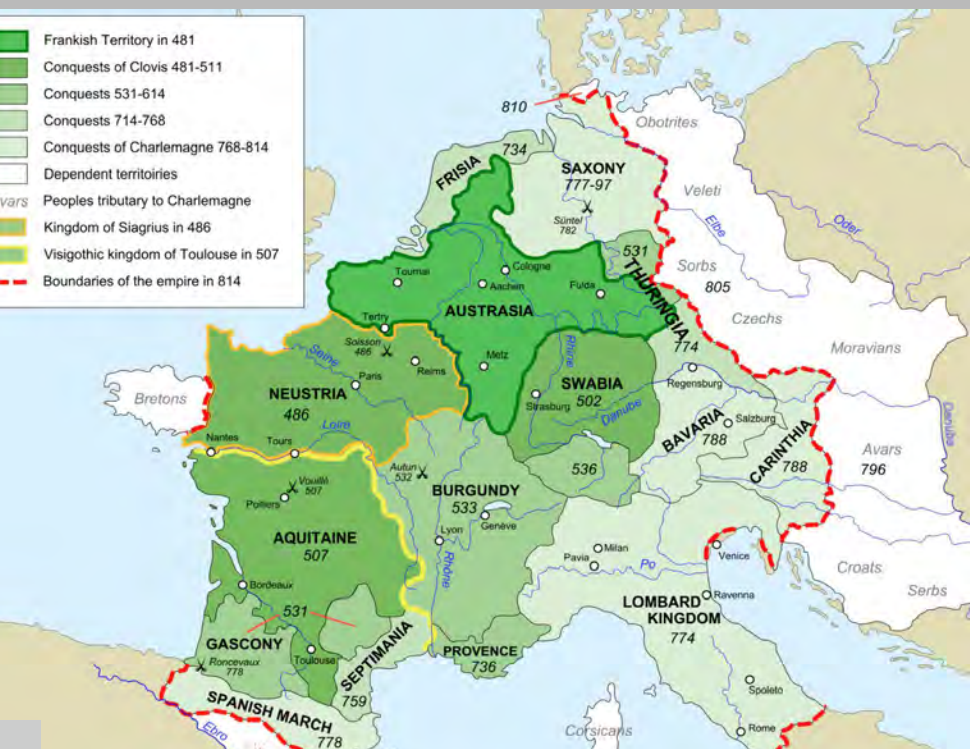 Frankish Territory in 481
Conquests of Clovis 481-511
Conquests 531-614
Conquests 714-768
Conquests of Charlemagne 768-814
Dependent territoiries
vars Peoples tributary to Charlemagne
Kingdom of Siagrius in 486
Visigothic kingdom of Toulouse in 507
Boundaries of the empire in 814
810
Obotrites
734
FRISIA
SAXONY
777-97
Veleti
Süntel
782
Elbe
Oder
531
Sorbs
805
Tournai
Cologne
Aachen
Fulda
THURINGIA
AUSTRASIA
Czechs
Tertry
774
Moravians
Soisson
486
Seine
Reims
Metz
Rhine
Paris
SWABIA
502
Regensburg
Bretons
NEUSTRIA
486
Strasburg
Danube
Danube
Loire
BAVARIA
788
Salzburg
CARINTHIA
788
Nantes
Tours
Avars
796
Autun
532
536
Vouillé
507
Poitiers
BURGUNDY
533
Genève
Lyon
AQUITAINE
507
Rhône
Milan
Pavia
Po
Venice
Croats
Bordeaux
531
Ravenna
Serbs
LOMBARD
KINGDOM
774
GASCONY
Toulouse
SEPTIMANIA
759
PROVENCE
736
Roncevaux
778
Spoleto
SPANISH MARCH
778
Ebro
Corsicans
Rome